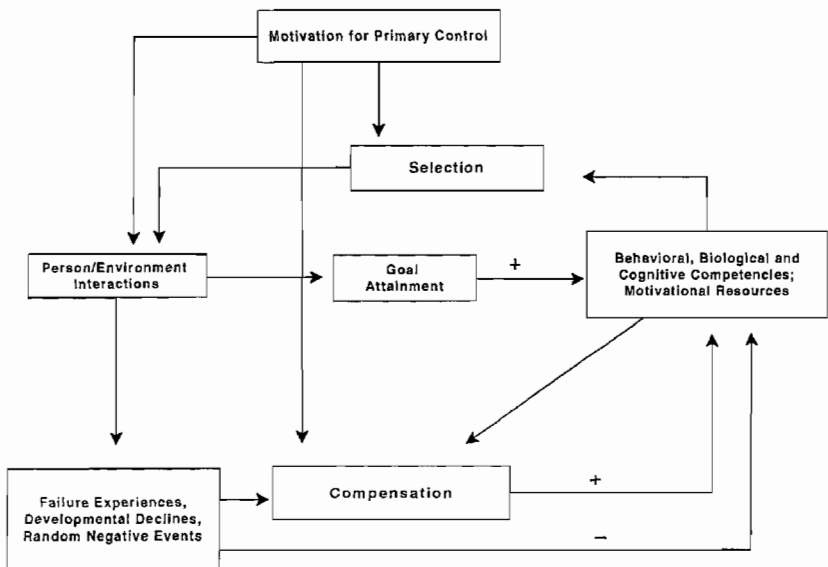 Motivation for Primary Control
Selection
Person/Environment
Interactions
Goal
Attainment
+
Behavioral, Biological and
Cognitive Competencies;
Motivational Resources
Failure Experiences,
Developmental Declines,
Random Negative Events
Compensation
+
−